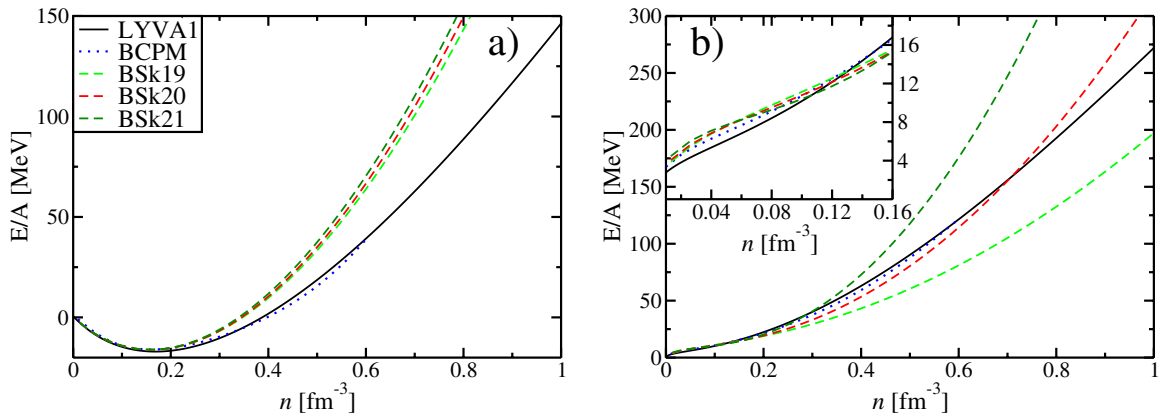 LYVA1
BCPM
BSk19
BSk20
BSk21
a)
E/A [MeV]
150
100
50
0
0 0.2 0.4 0.6 0.8 1
n [fm⁻³]
b)
E/A [MeV]
300
250
200
150
100
50
0
0 0.2 0.4 0.6 0.8 1
n [fm⁻³]
16
12
8
4
0.04 0.08 0.12 0.16
n [fm⁻³]